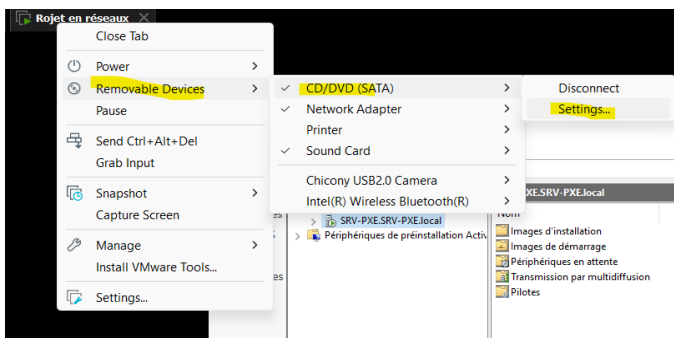 Rojet en réseaux
Close Tab
Power
Removable Devices
Pause
Send Ctrl+Alt+Del
Grab Input
Snapshot
Capture Screen
Manage
Install VMware Tools...
Settings...
CD/DVD (SATA)
Network Adapter
Printer
Sound Card
Chicony USB2.0 Camera
Intel(R) Wireless Bluetooth(R)
Disconnect
Settings...
SRV-PXE.SRV-PXE.local
Périphériques de préinstallation Activ
XE.SRV-PXE.local
Nom
Images d'installation
Images de démarrage
Périphériques en attente
Transmission par multidiffusion
Pilotes